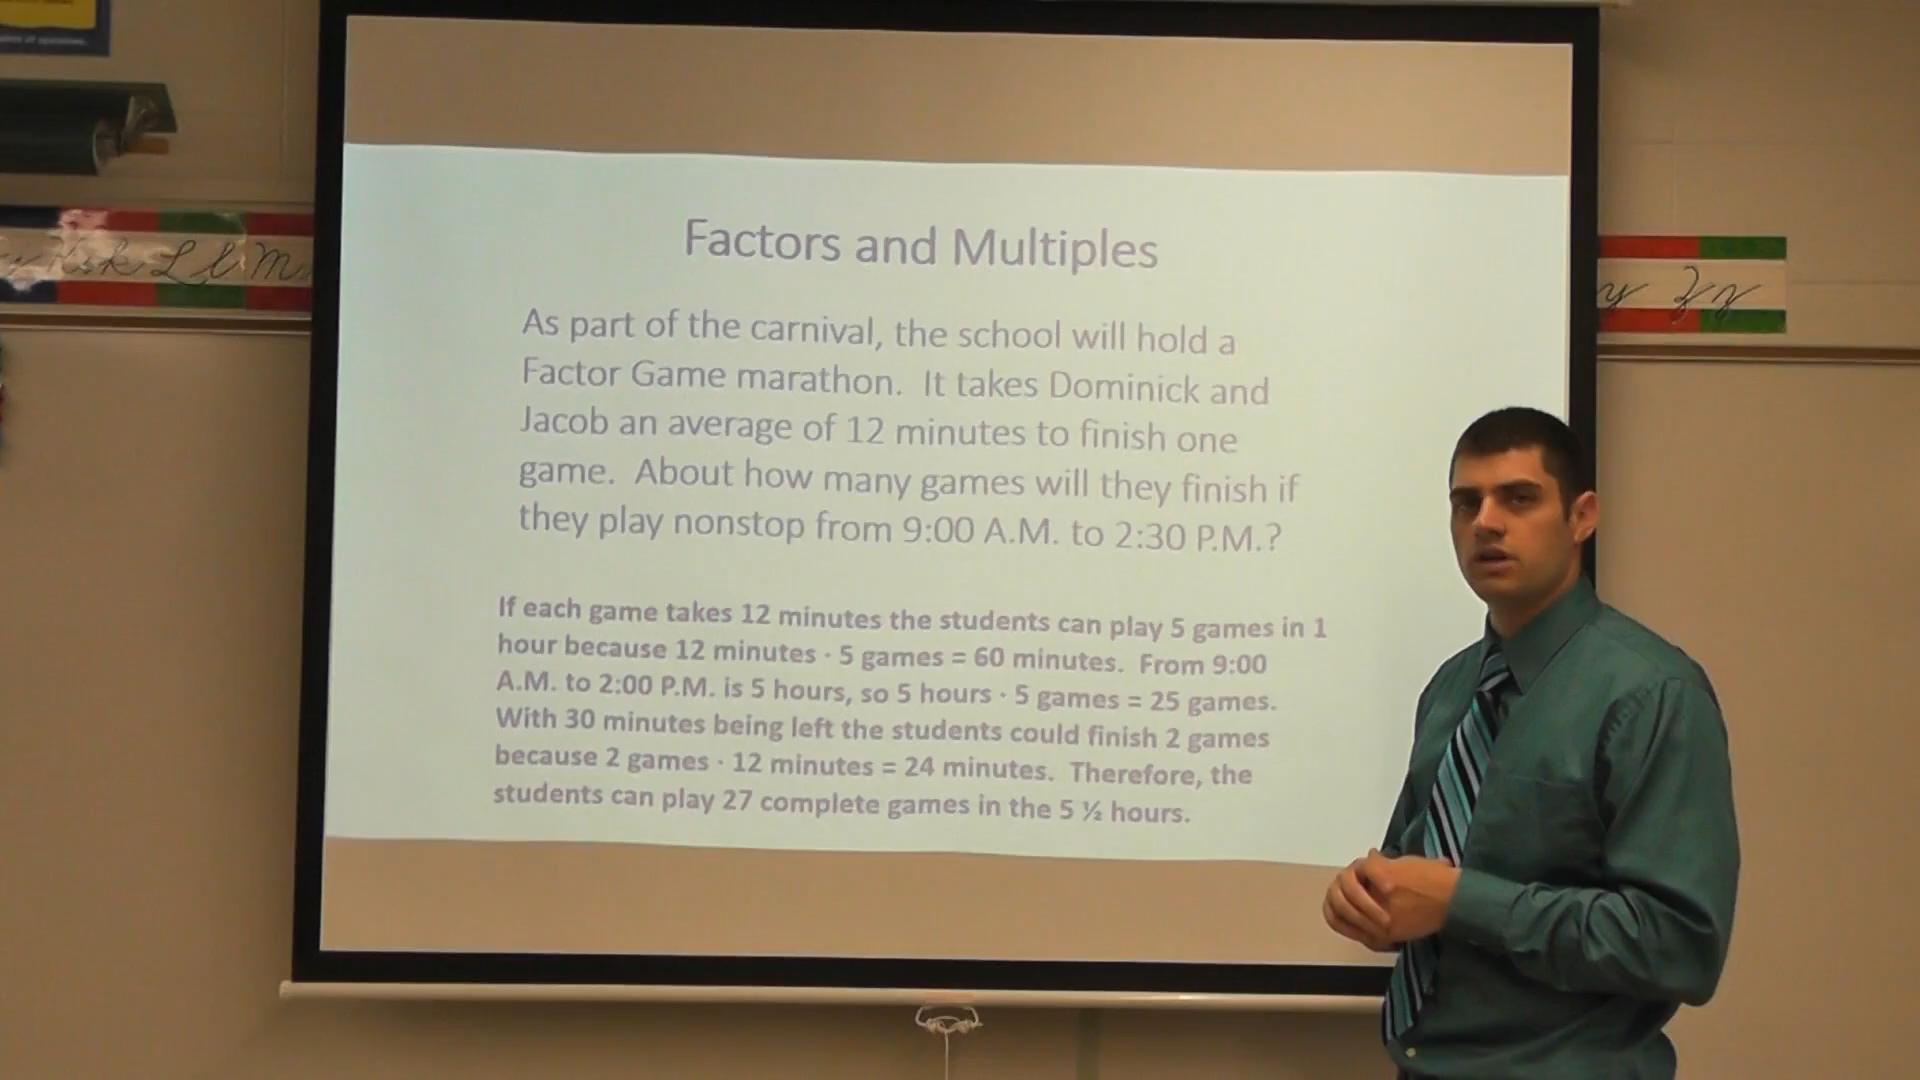 Kk Ll M
y Zz
Factors and Multiples
As part of the carnival, the school will hold a
Factor Game marathon. It takes Dominick and
Jacob an average of 12 minutes to finish one
game. About how many games will they finish if
they play nonstop from 9:00 A.M. to 2:30 P.M.?
If each game takes 12 minutes the students can play 5 games in 1
hour because 12 minutes · 5 games = 60 minutes. From 9:00
A.M. to 2:00 P.M. is 5 hours, so 5 hours · 5 games = 25 games.
With 30 minutes being left the students could finish 2 games
because 2 games · 12 minutes = 24 minutes. Therefore, the
students can play 27 complete games in the 5 ½ hours.